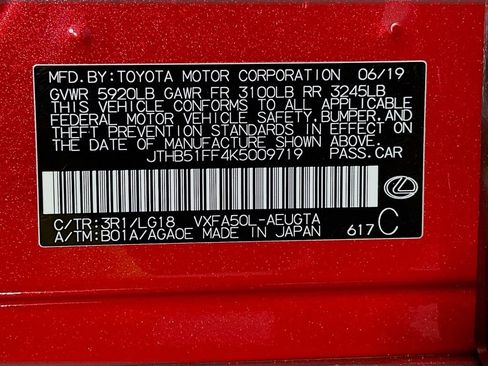 MFD. BY: TOYOTA MOTOR CORPORATION 06/19
GVWR 5920LB GAWR FR 3100LB RR 3245LB
THIS VEHICLE CONFORMS TO ALL APPLICABLE
FEDERAL MOTOR VEHICLE SAFETY, BUMPER, AND
THEFT PREVENTION STANDARDS IN EFFECT ON
THE DATE OF MANUFACTURE SHOWN ABOVE.
JTHB51FF4K5009719 PASS. CAR
C/TR: 3R1/LG18 VXFA50L-AEUGTA
A/TM: B01A/AGA0E MADE IN JAPAN 617 C